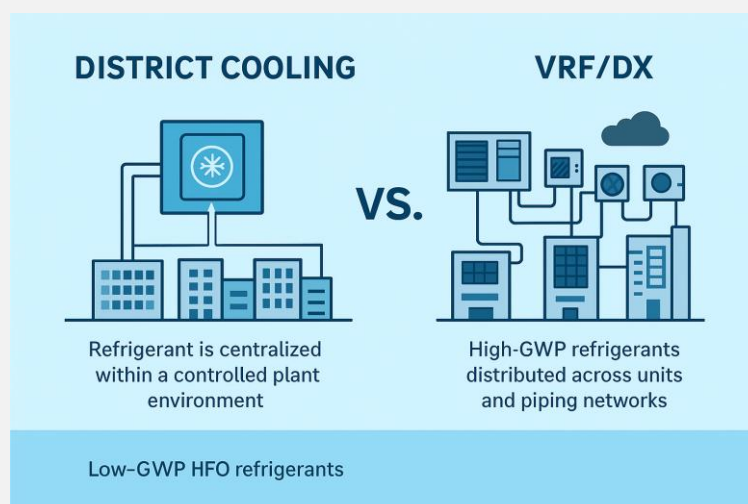 DISTRICT COOLING
Refrigerant is centralized
within a controlled plant
environment
VS.
VRF/DX
High-GWP refrigerants
distributed across units
and piping networks
Low-GWP HFO refrigerants